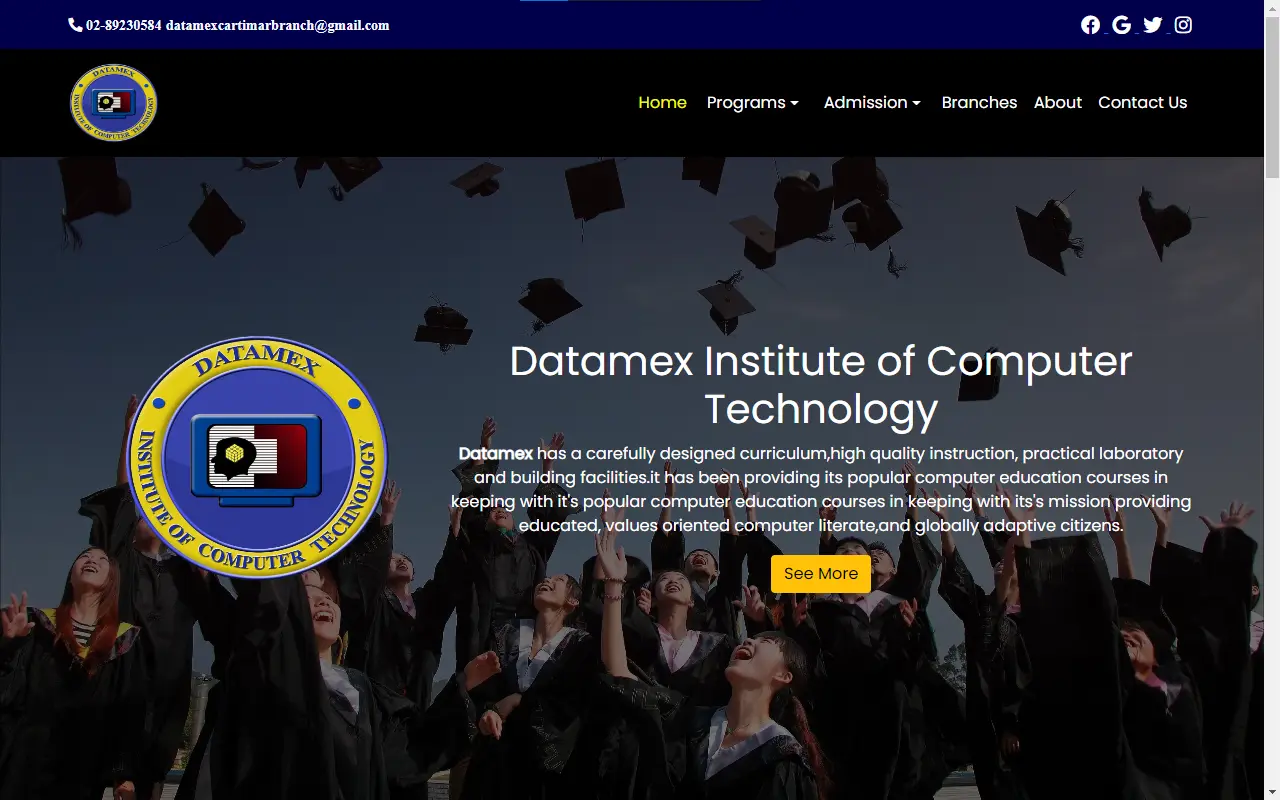 02-89230584 datamexcartimarbranch@gmail.com
DATAMEX
INSTITUTE OF COMPUTER TECHNOLOGY
Home Programs Admission Branches About Contact Us
DATAMEX
INSTITUTE OF COMPUTER TECHNOLOGY
Datamex Institute of Computer
Technology
Datamex has a carefully designed curriculum,high quality instruction, practical laboratory
and building facilities.it has been providing its popular computer education courses in
keeping with it's popular computer education courses in keeping with its's mission providing
educated, values oriented computer literate,and globally adaptive citizens.
See More